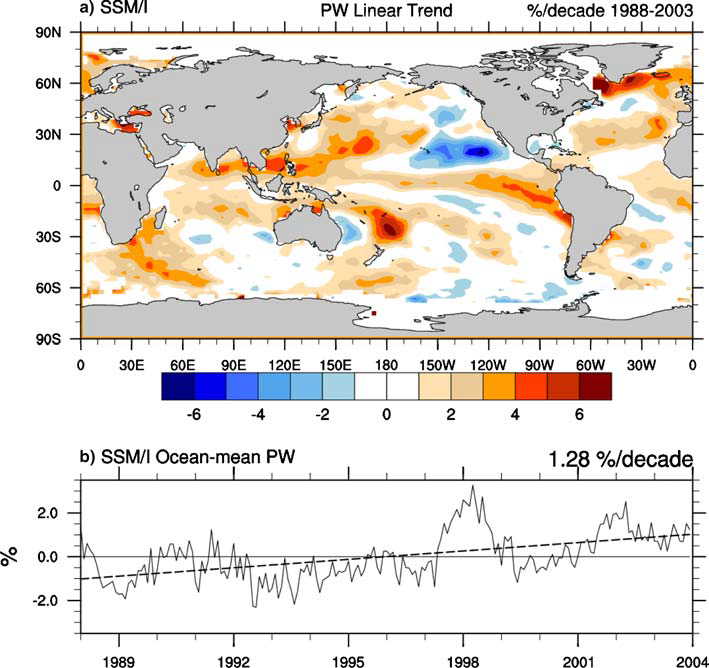 a) SSM/I PW Linear Trend %/decade 1988-2003
90N
60N
30N
0
30S
60S
90S
0 30E 60E 90E 120E 150E 180 150W 120W 90W 60W 30W 0
-6 -4 -2 0 2 4 6
b) SSM/I Ocean-mean PW 1.28 %/decade
2.0
0.0
-2.0
%
1989 1992 1995 1998 2001 2004